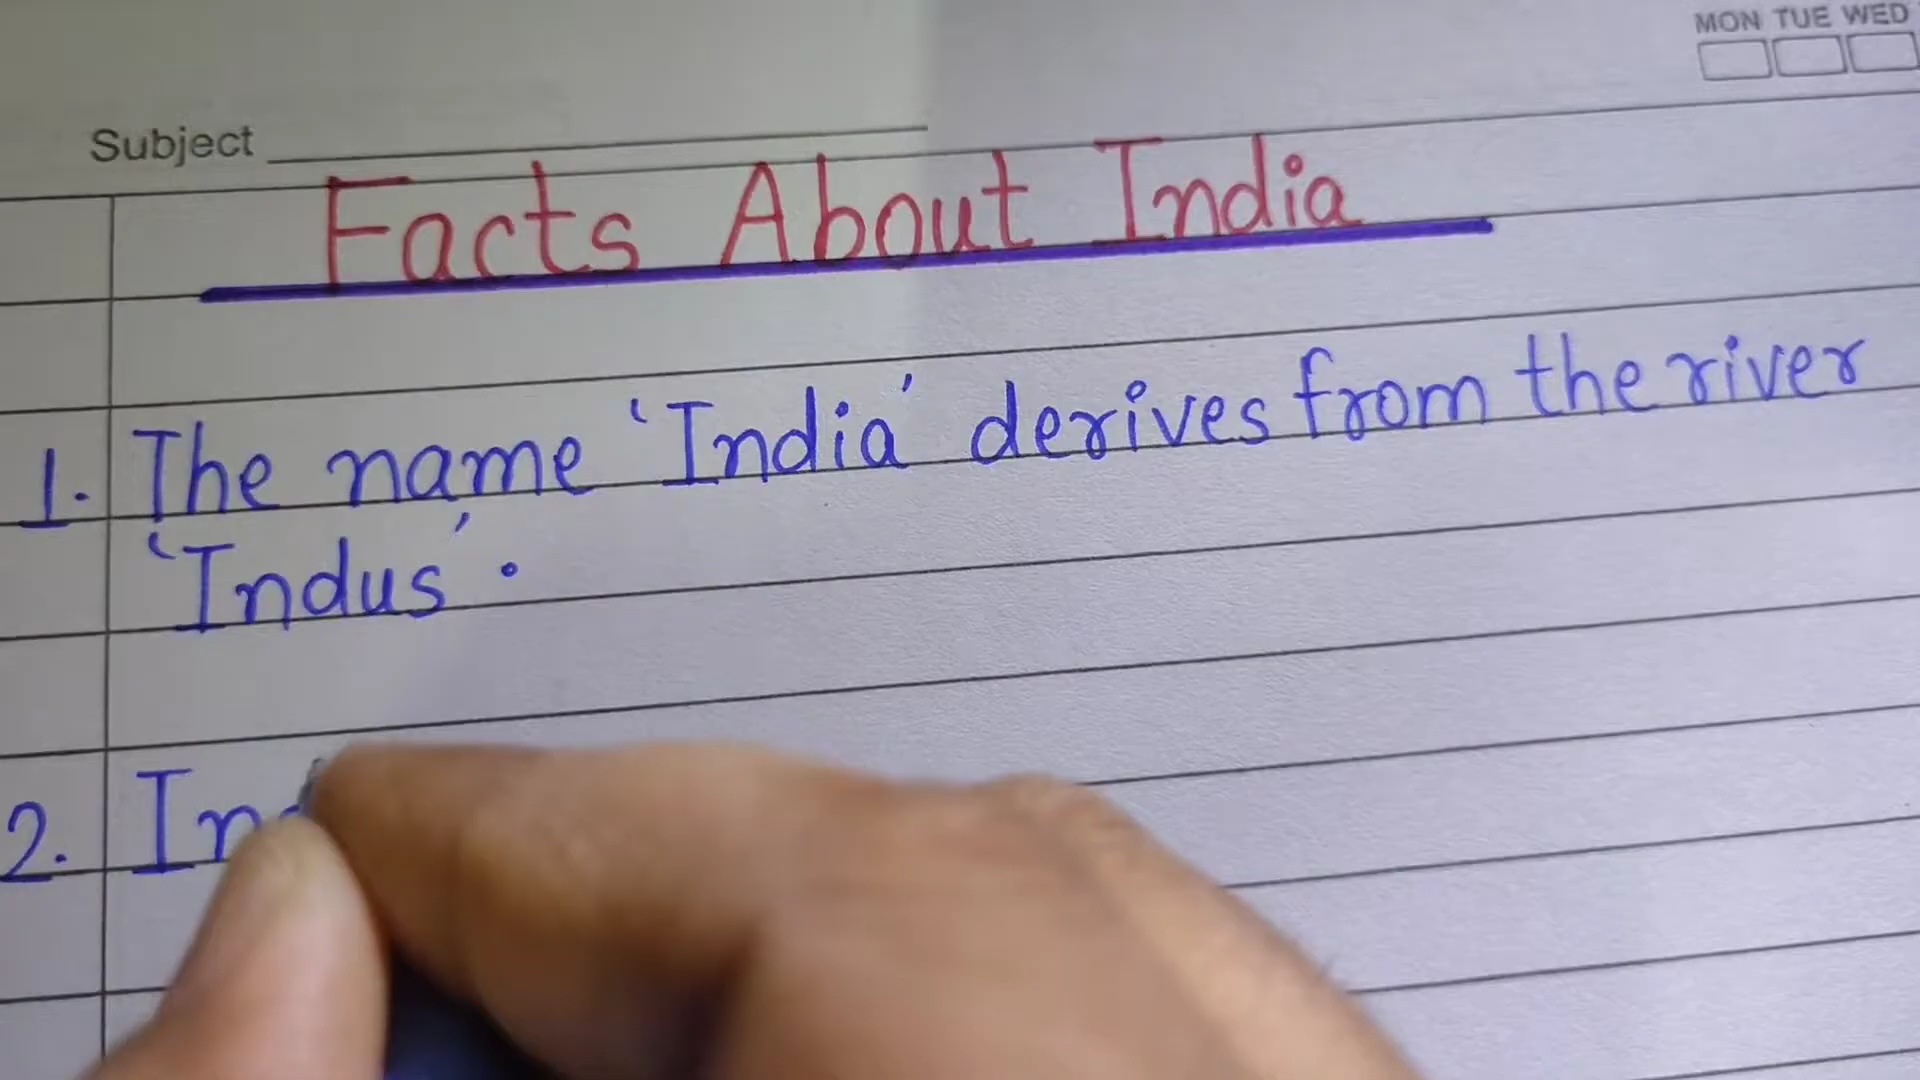 MON TUE WED
Subject
Facts About India
1. The name 'India' derives from the river
'Indus'.
2. In